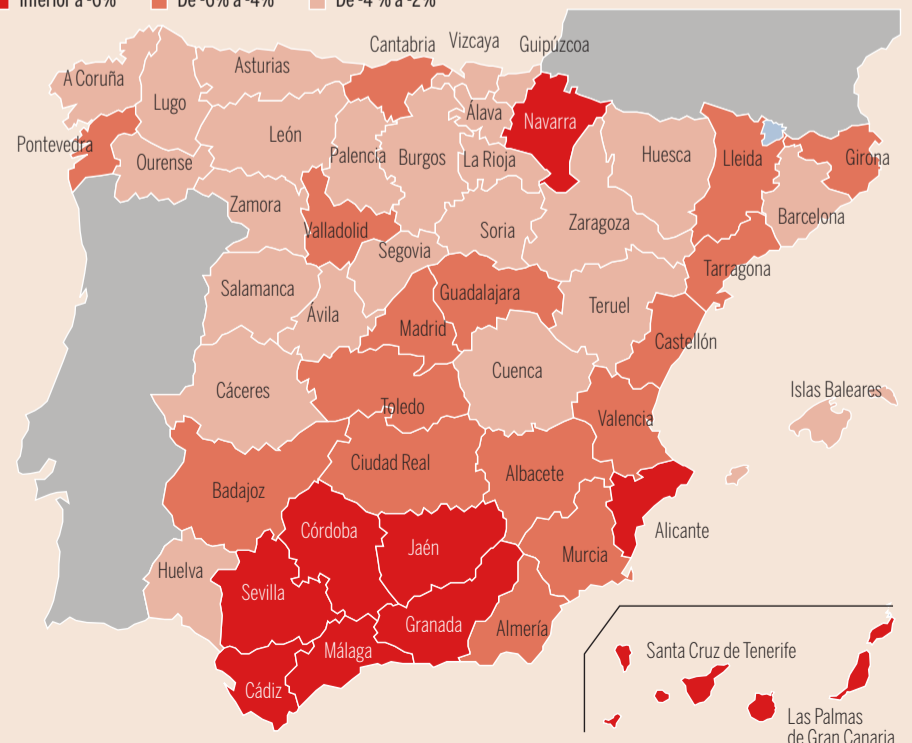 Inferior a -6%   De -6% a -4%   De -4 % a -2%
Cantabria
Vizcaya
Guipúzcoa
Asturias
A Coruña
Lugo
Álava
Navarra
León
Pontevedra
Ourense
Palencia
Burgos
La Rioja
Huesca
Lleida
Girona
Zamora
Valladolid
Soria
Zaragoza
Barcelona
Segovia
Tarragona
Salamanca
Ávila
Guadalajara
Teruel
Madrid
Castellón
Cuenca
Cáceres
Toledo
Islas Baleares
Valencia
Ciudad Real
Albacete
Badajoz
Córdoba
Jaén
Alicante
Huelva
Murcia
Sevilla
Granada
Almería
Málaga
Santa Cruz de Tenerife
Cádiz
Las Palmas
de Gran Canaria